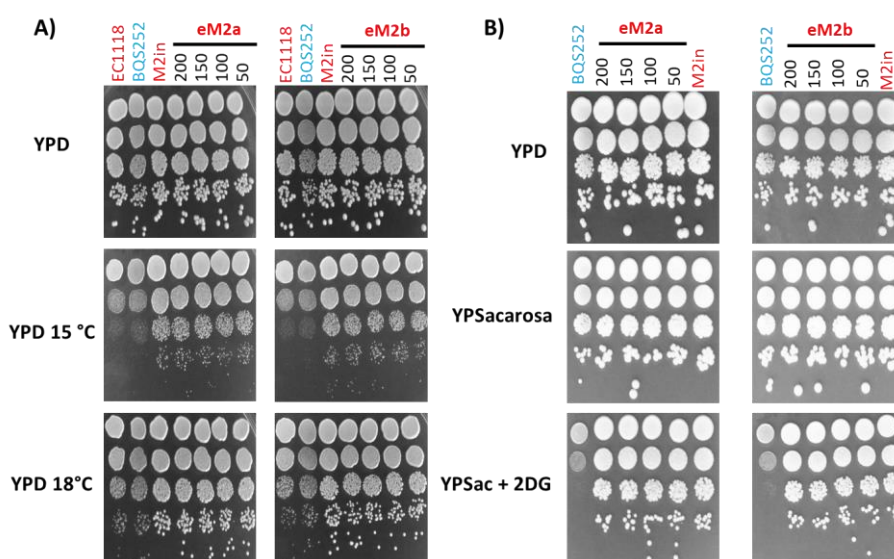 A)
eM2a
eM2b
EC1118
BQS252
M2in
200
150
100
50
EC1118
BQS252
M2in
200
150
100
50
YPD
YPD 15 °C
YPD 18°C
B)
eM2a
eM2b
BQS252
200
150
100
50
M2in
BQS252
200
150
100
50
M2in
YPD
YPSacarosa
YPSac + 2DG